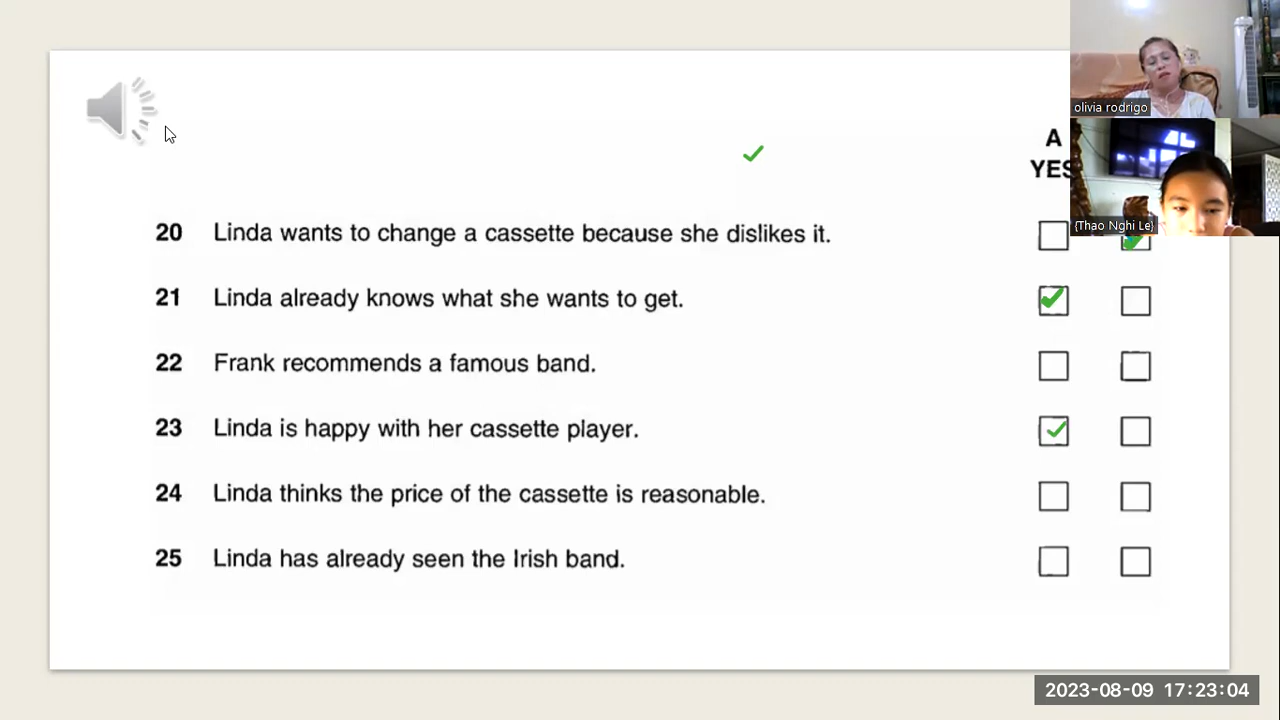 olivia rodrigo
A
YES
{Thao Nghi Le}
20 Linda wants to change a cassette because she dislikes it.
21 Linda already knows what she wants to get.
22 Frank recommends a famous band.
23 Linda is happy with her cassette player.
24 Linda thinks the price of the cassette is reasonable.
25 Linda has already seen the Irish band.
2023-08-09 17:23:04